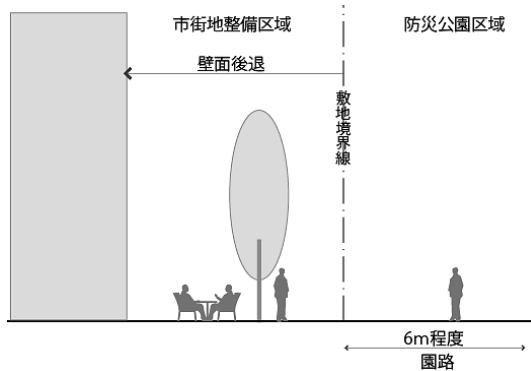 市街地整備区域
防災公園区域
壁面後退
敷地境界線
6m程度
園路